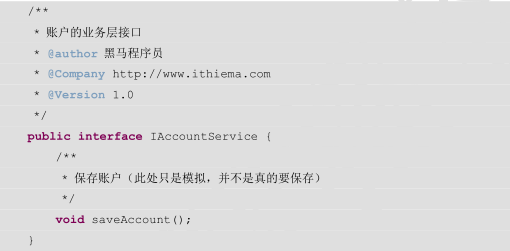 /**
* 账户的业务层接口
* @author 黑马程序员
* @Company http://www.ithiema.com
* @Version 1.0
*/
public interface IAccountService {
/**
* 保存账户（此处只是模拟，并不是真的要保存）
*/
void saveAccount();
}